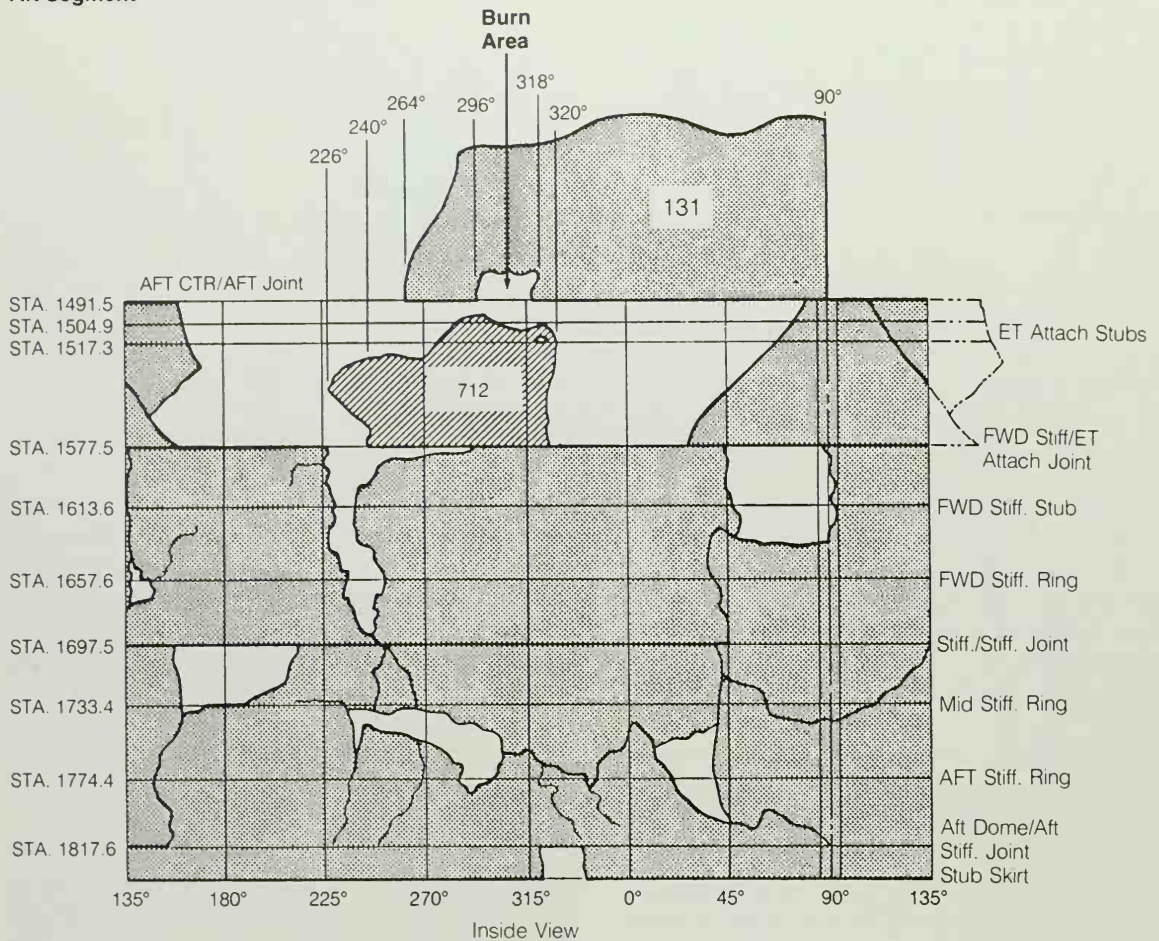 Burn
Area
318°
90°
264°
296°
320°
240°
226°
131
AFT CTR/AFT Joint
STA. 1491.5
STA. 1504.9
STA. 1517.3
ET Attach Stubs
712
STA. 1577.5
FWD Stiff/ET
Attach Joint
STA. 1613.6
FWD Stiff. Stub
STA. 1657.6
FWD Stiff. Ring
STA. 1697.5
Stiff./Stiff. Joint
STA. 1733.4
Mid Stiff. Ring
STA. 1774.4
AFT Stiff. Ring
Aft Dome/Aft
STA. 1817.6
Stiff. Joint
Stub Skirt
135° 180° 225° 270° 315° 0° 45° 90° 135°
Inside View